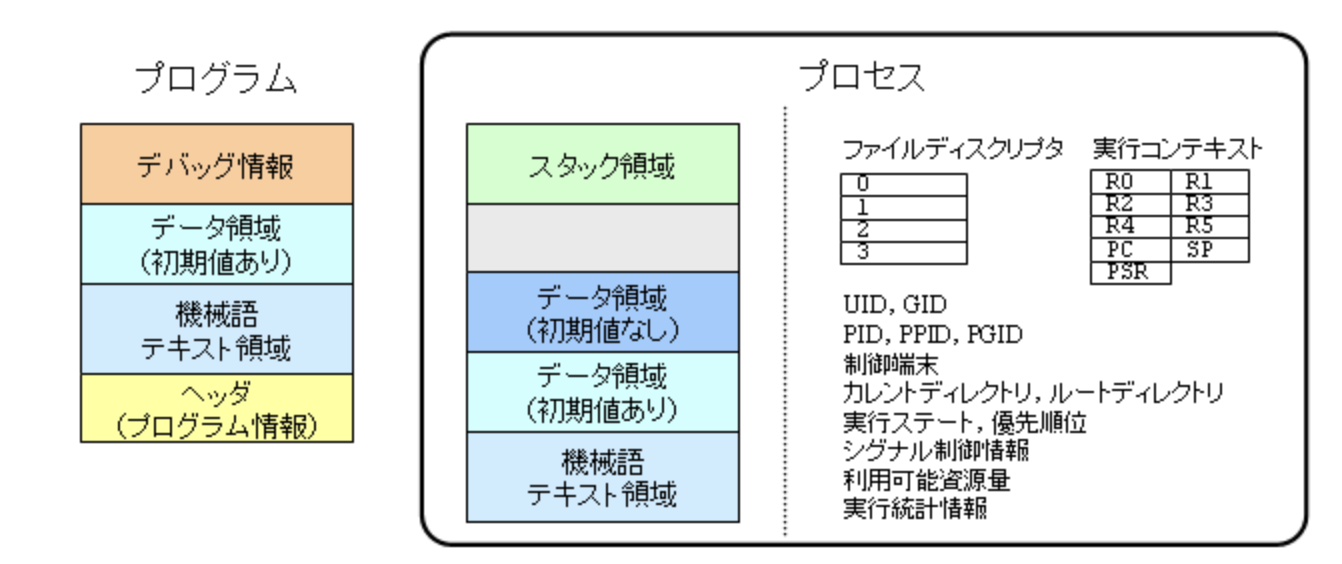 プログラム
デバッグ情報
データ領域
(初期値あり)
機械語
テキスト領域
ヘッダ
(プログラム情報)
プロセス
スタック領域
データ領域
(初期値なし)
データ領域
(初期値あり)
機械語
テキスト領域
ファイルディスクリプタ
0
1
2
3
実行コンテキスト
R0 R1
R2 R3
R4 R5
PC SP
PSR
UID, GID
PID, PPID, PGID
制御端末
カレントディレクトリ, ルートディレクトリ
実行ステート, 優先順位
シグナル制御情報
利用可能資源量
実行統計情報